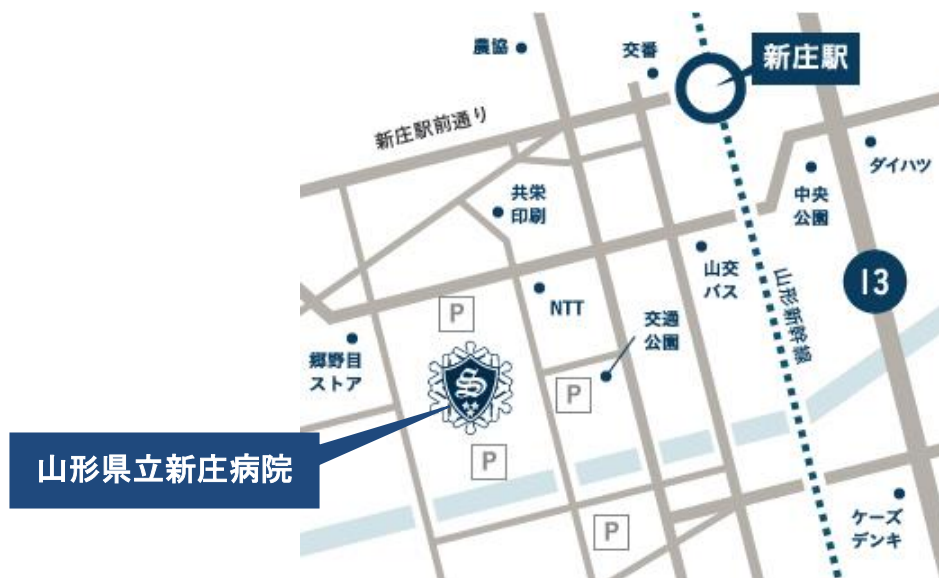 農協
交番
新庄駅
新庄駅前通り
ダイハツ
中央
公園
共栄
印刷
山交
バス
13
山形新幹線
P
NTT
交通
公園
郷野目
ストア
S
P
山形県立新庄病院
P
P
ケーズ
デンキ